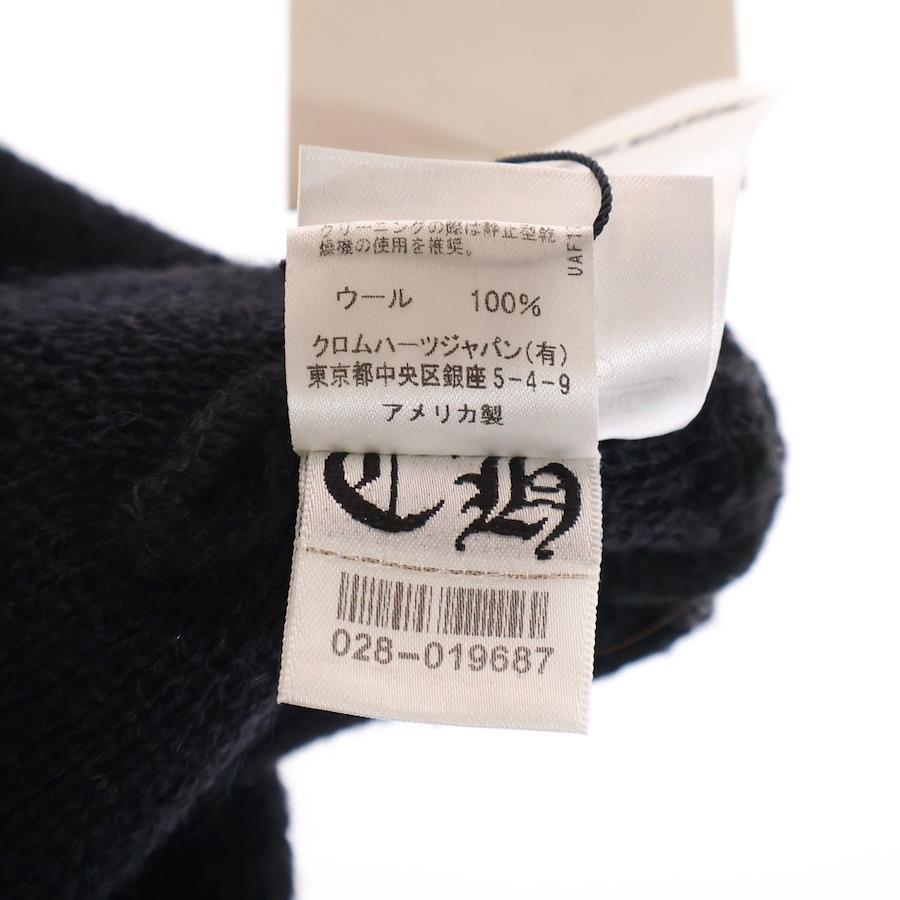 クリーニングの際は静止型乾
燥機の使用を推奨。
ウール 100%
クロムハーツジャパン(有)
東京都中央区銀座5-4-9
アメリカ製
CH
028-019687